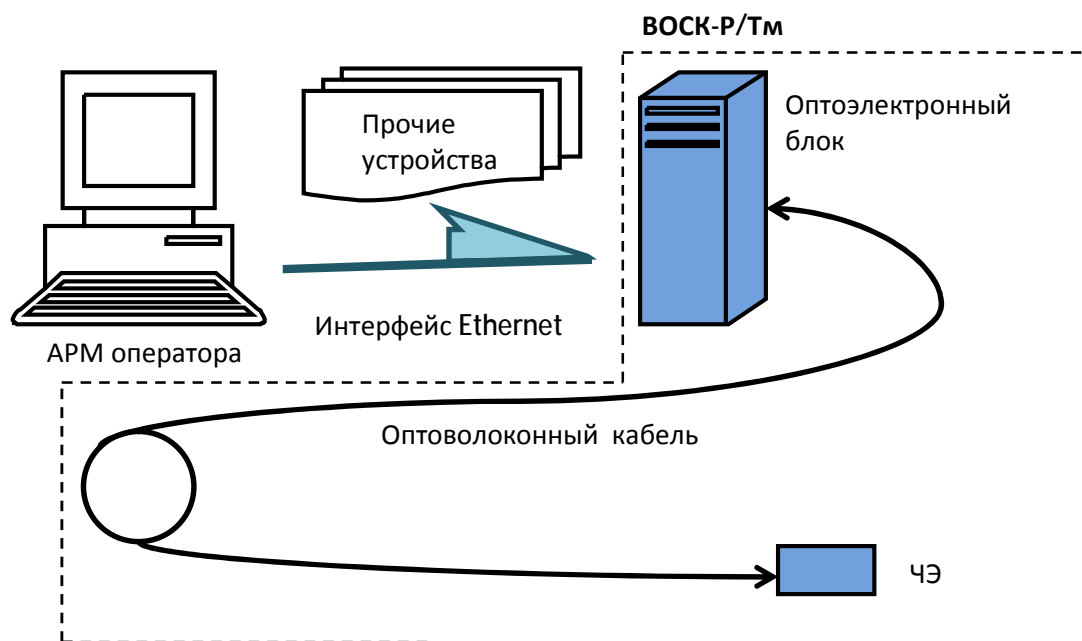 ВОСК-Р/Тм
Прочие
устройства
Оптоэлектронный
блок
Интерфейс Ethernet
АРМ оператора
Оптоволоконный кабель
ЧЭ